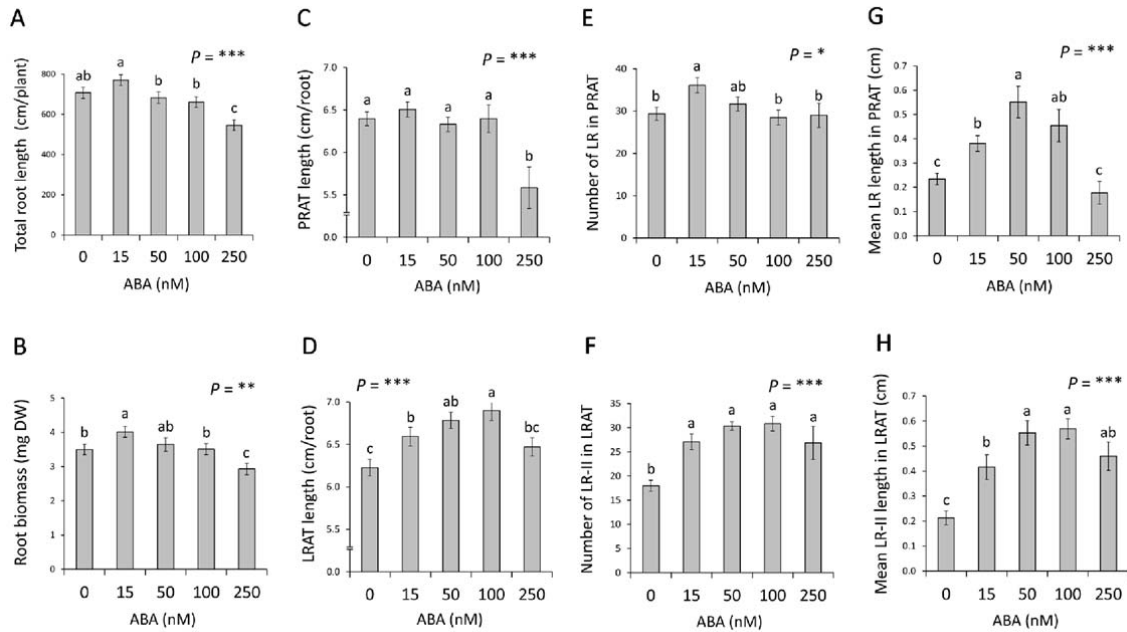 A
P = ***
Total root length (cm/plant)
800
600
400
200
0
ab
a
b
b
c
0 15 50 100 250
ABA (nM)
C
P = ***
PRAT length (cm/root)
7.0
6.5
6.0
5.5
0.0
a
a
a
a
b
0 15 50 100 250
ABA (nM)
E
P = *
Number of LR in PRAT
40
30
20
10
0
b
a
ab
b
b
0 15 50 100 250
ABA (nM)
G
P = ***
Mean LR length in PRAT (cm)
0.7
0.6
0.5
0.4
0.3
0.2
0.1
0.0
c
b
a
ab
c
0 15 50 100 250
ABA (nM)
B
P = **
Root biomass (mg DW)
5
4
3
2
1
0
b
a
ab
b
c
0 15 50 100 250
ABA (nM)
D
P = ***
LRAT length (cm/root)
7.0
6.5
6.0
5.5
0.0
c
b
ab
a
bc
0 15 50 100 250
ABA (nM)
F
P = ***
Number of LR-II in LRAT
35
30
25
20
15
10
5
0
b
a
a
a
a
0 15 50 100 250
ABA (nM)
H
P = ***
Mean LR-II length in LRAT (cm)
0.7
0.6
0.5
0.4
0.3
0.2
0.1
0.0
c
b
a
a
ab
0 15 50 100 250
ABA (nM)